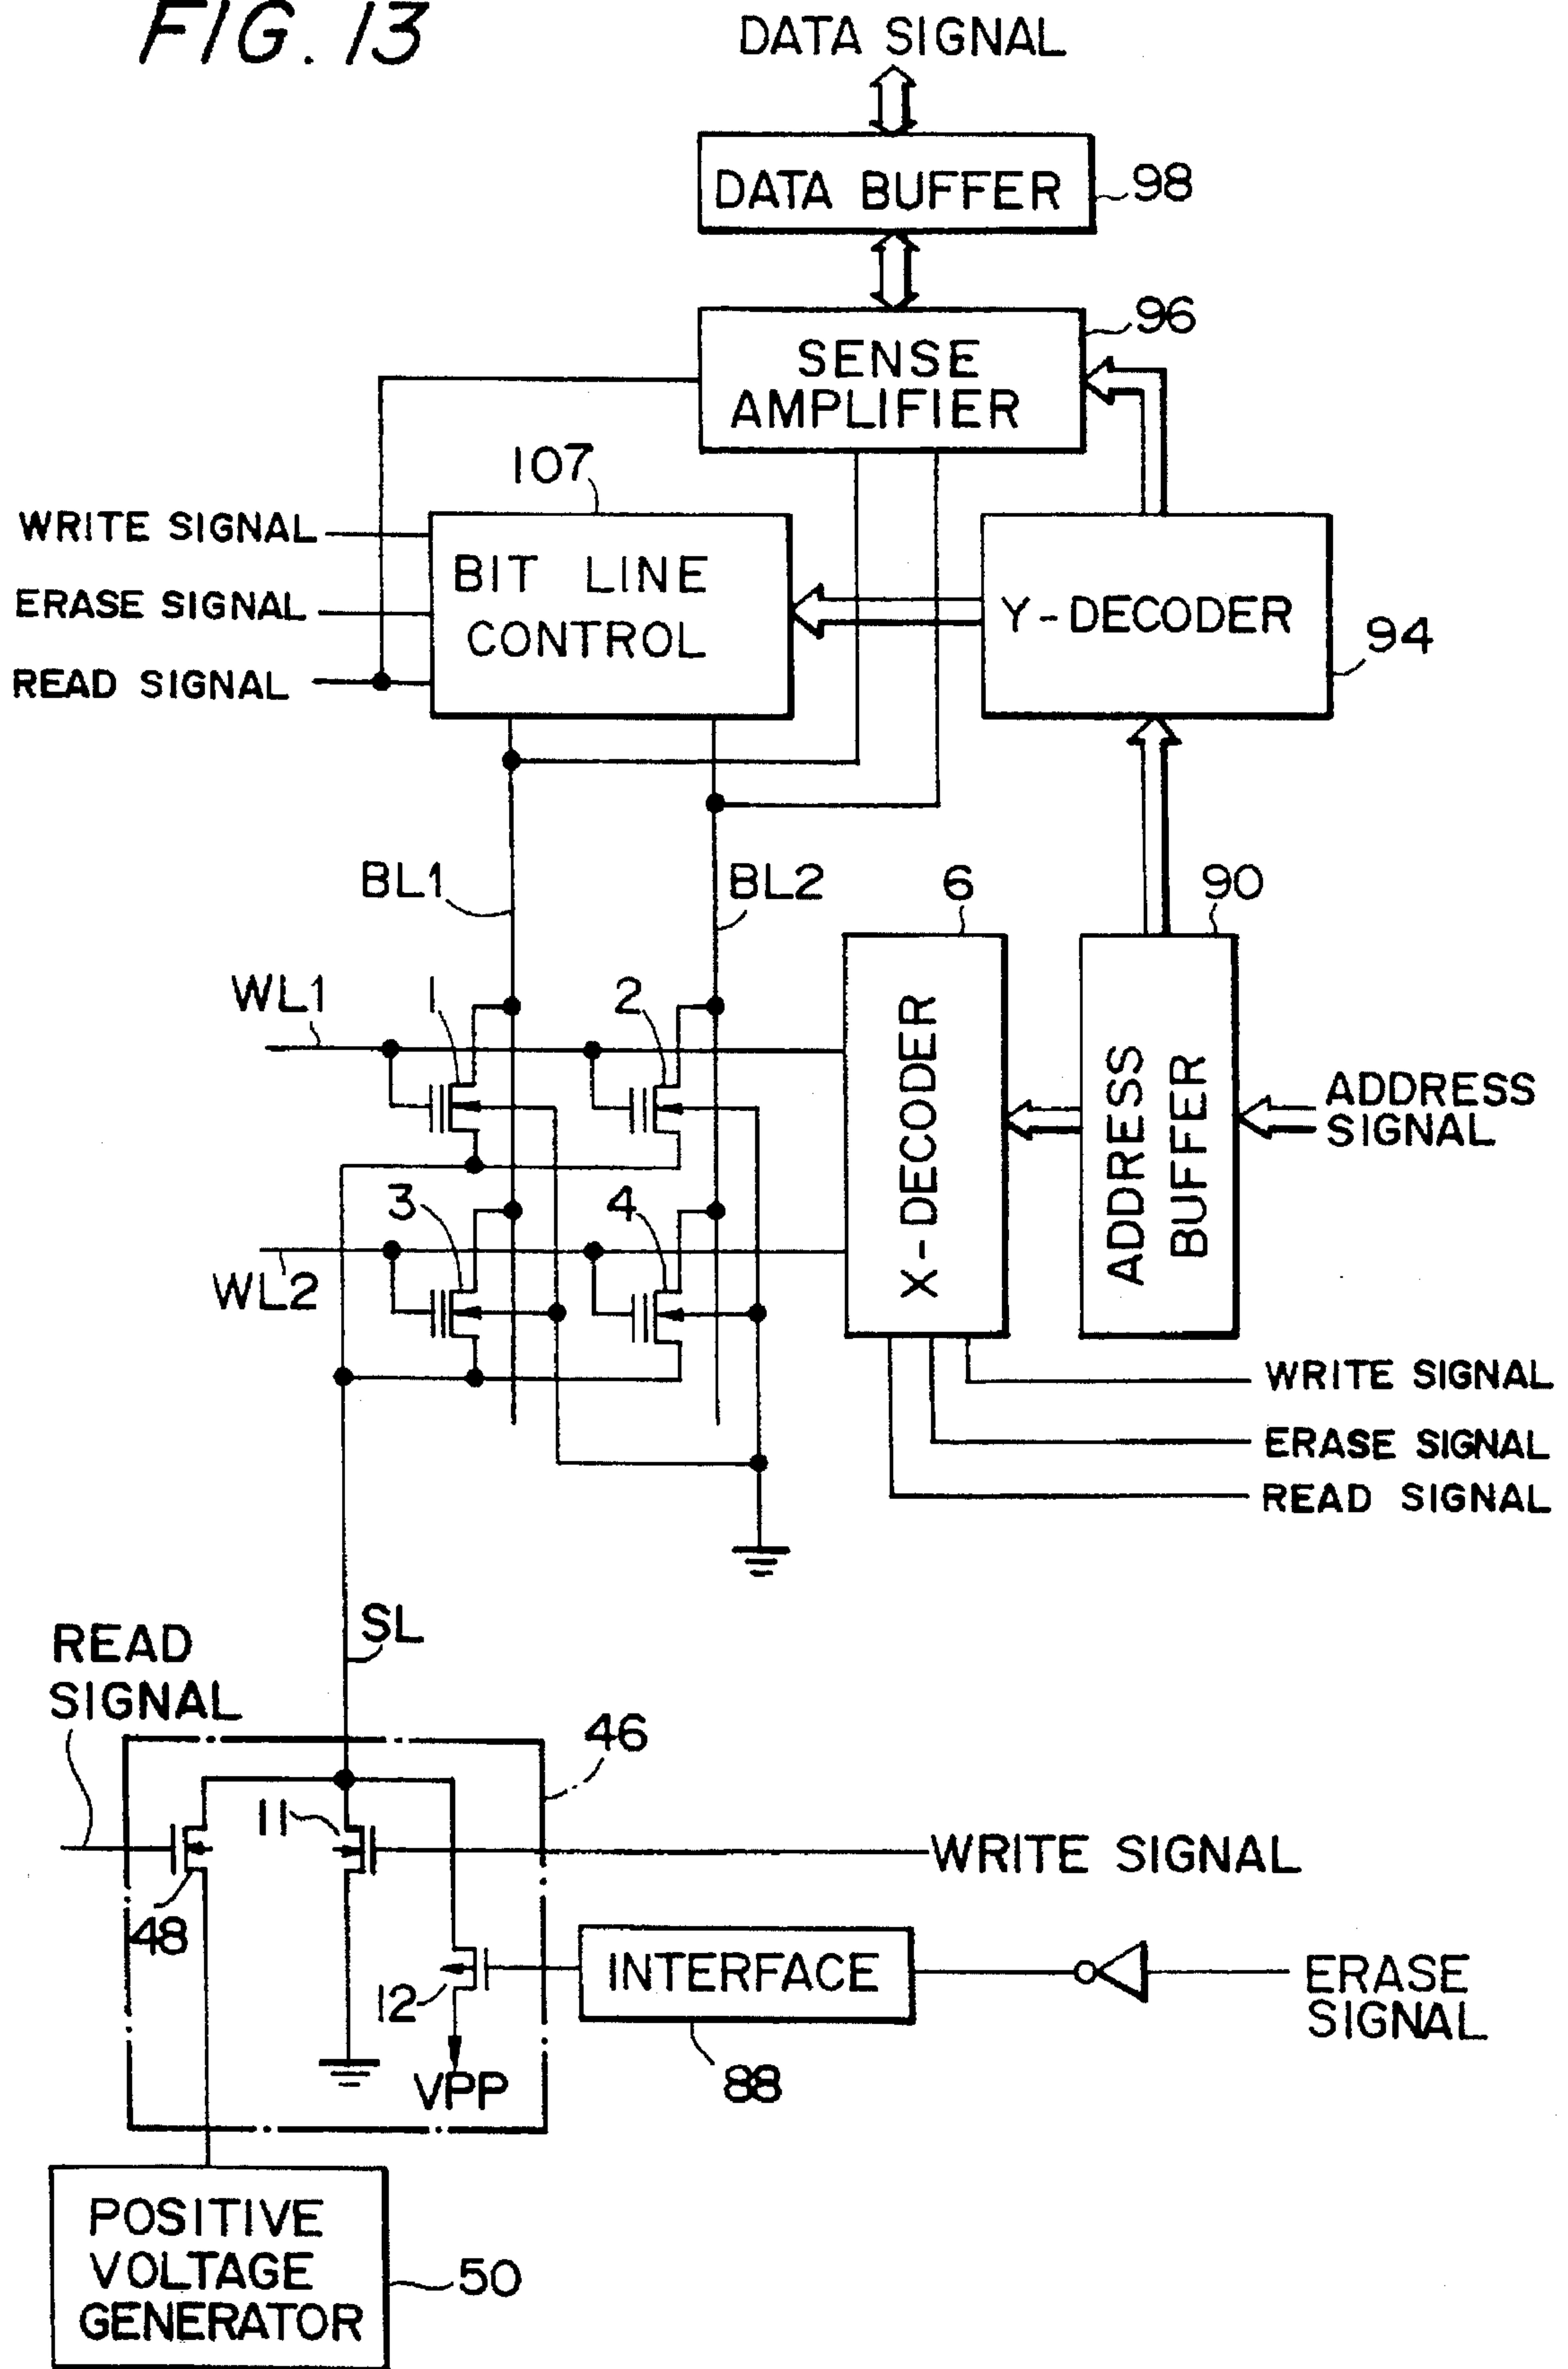 FIG. 13
DATA SIGNAL
DATA BUFFER
98
SENSE
AMPLIFIER
96
107
WRITE SIGNAL
ERASE SIGNAL
READ SIGNAL
BIT LINE
CONTROL
Y-DECODER
94
BL1
BL2
6
90
WL1
1
2
X-DECODER
ADDRESS
BUFFER
ADDRESS
SIGNAL
3
4
WL2
WRITE SIGNAL
ERASE SIGNAL
READ SIGNAL
SL
READ
SIGNAL
46
11
WRITE SIGNAL
48
12
INTERFACE
ERASE
SIGNAL
VPP
88
POSITIVE
VOLTAGE
GENERATOR
50